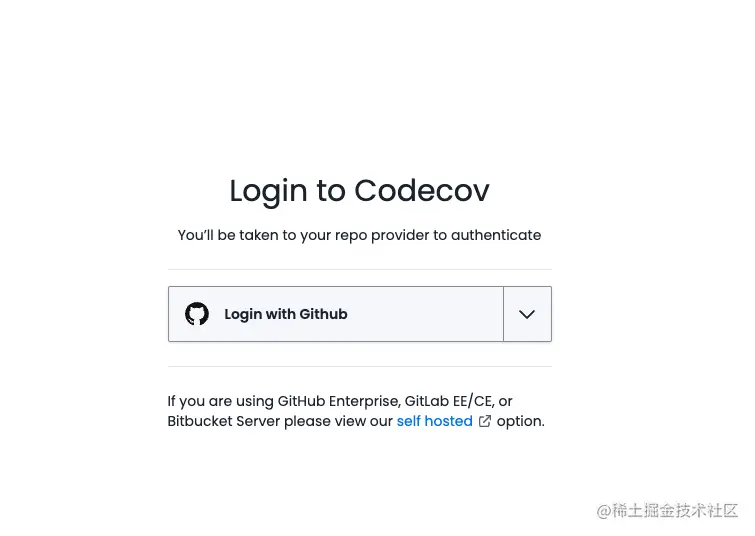 Login to Codecov
You’ll be taken to your repo provider to authenticate
Login with Github
If you are using GitHub Enterprise, GitLab EE/CE, or
Bitbucket Server please view our self hosted option.
@稀土掘金技术社区